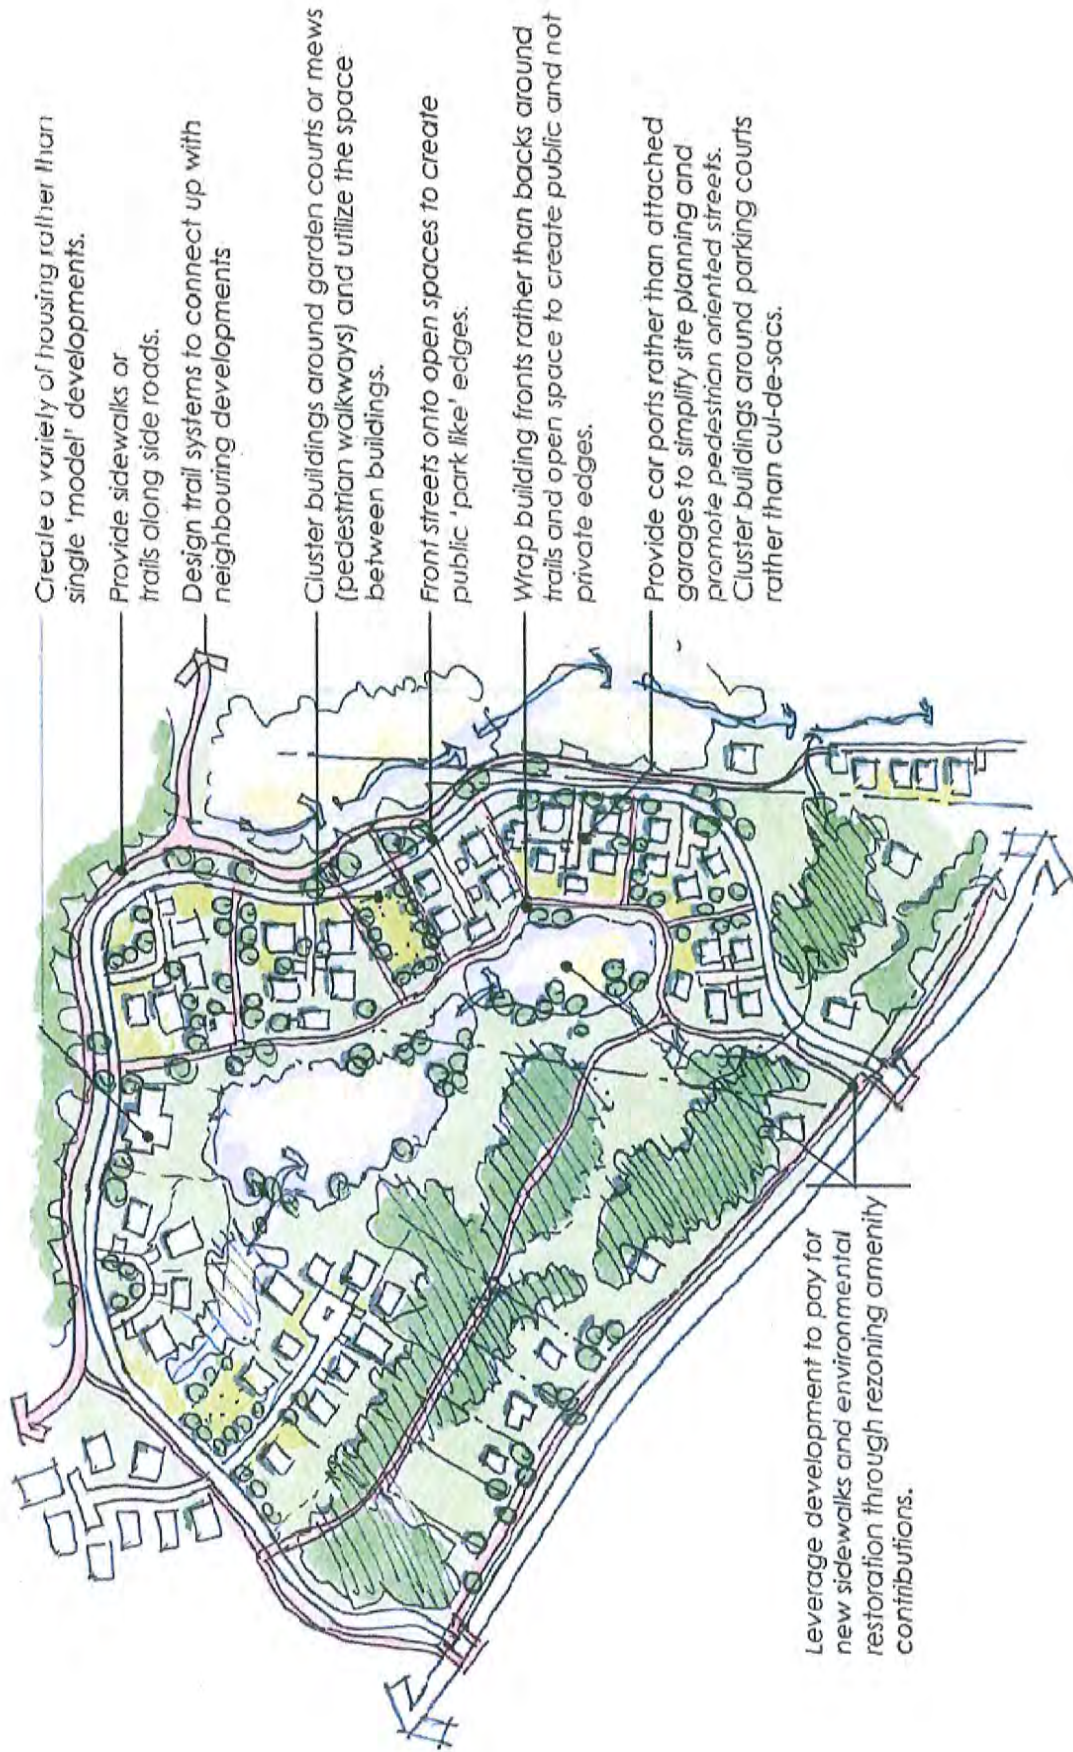 Create a variety of housing rather than
single 'model' developments.
Provide sidewalks or
trails along side roads.
Design trail systems to connect up with
neighbouring developments
Cluster buildings around garden courts or mews
(pedestrian walkways) and utilize the space
between buildings.
Front streets onto open spaces to create
public 'park like' edges.
Wrap building fronts rather than backs around
trails and open space to create public and not
private edges.
Provide car ports rather than attached
garages to simplify site planning and
promote pedestrian oriented streets.
Cluster buildings around parking courts
rather than cul-de-sacs.
Leverage development to pay for
new sidewalks and environmental
restoration through rezoning amenity
contributions.